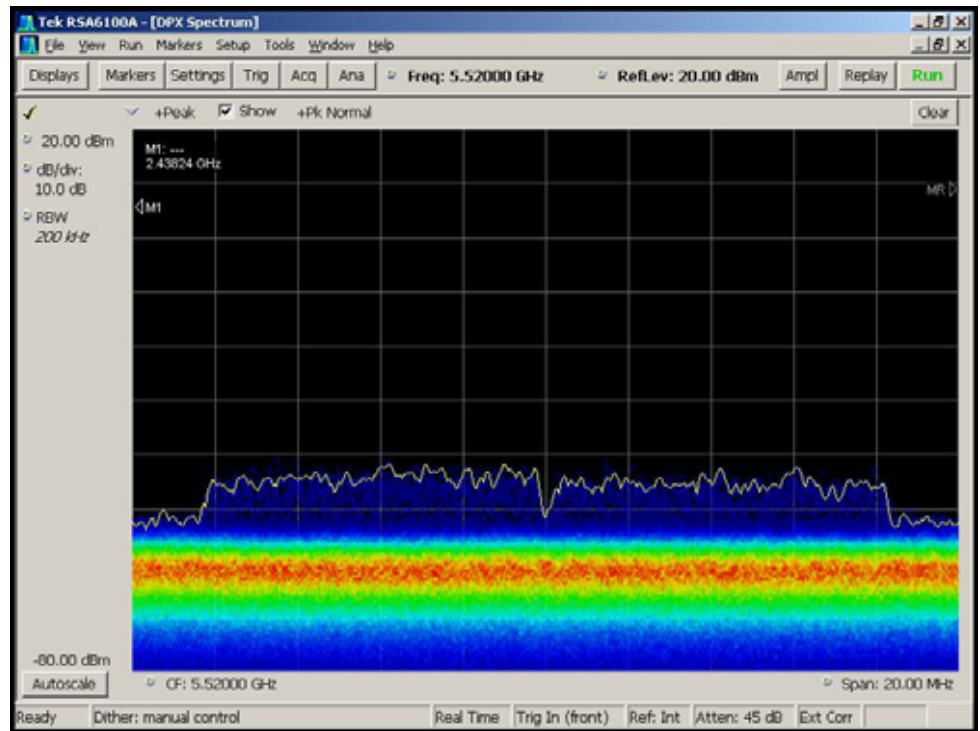 Tek RSA6100A - [DPX Spectrum]
File View Run Markers Setup Tools Window Help
Displays Markers Settings Trig Acq Ana Freq: 5.52000 GHz RefLev: 20.00 dBm Ampl Replay Run
+Peak Show +Pk Normal Clear
20.00 dBm
dB/div:
10.0 dB
RBW
200 kHz
M1: ---
2.43824 GHz
M1
MR
-80.00 dBm
Autoscale CF: 5.52000 GHz Span: 20.00 MHz
Ready Dither: manual control Real Time Trig In (front) Ref: Int Atten: 45 dB Ext Corr